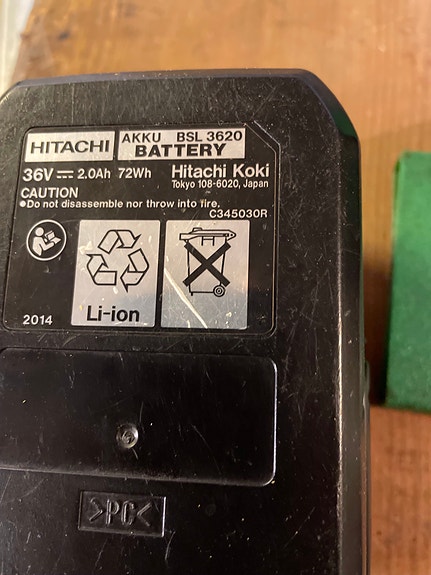 HITACHI
AKKU BSL 3620
BATTERY
36V ⎓ 2.0Ah 72Wh Hitachi Koki
Tokyo 108-6020, Japan
CAUTION
●Do not disassemble nor throw into fire.
C345030R
Li-ion
2014
>PC<